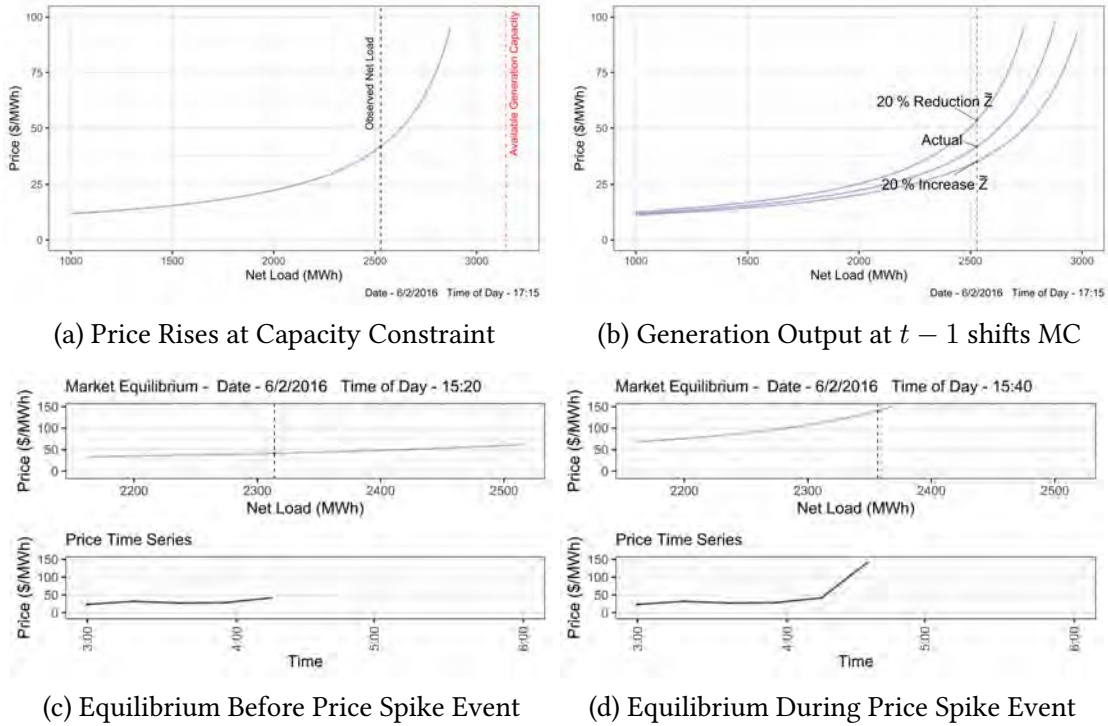 100
75
50
25
0
Price ($/MWh)
Observed Net Load
Available Generation Capacity
1000
1500
2000
2500
3000
Net Load (MWh)
Date - 6/2/2016 Time of Day - 17:15
(a) Price Rises at Capacity Constraint
100
75
50
25
0
Price ($/MWh)
20 % Reduction Z̄
Actual
20 % Increase Z̄
1000
1500
2000
2500
3000
Net Load (MWh)
Date - 6/2/2016 Time of Day - 17:15
(b) Generation Output at t − 1 shifts MC
Market Equilibrium - Date - 6/2/2016 Time of Day - 15:20
150
100
50
0
Price ($/MWh)
2200
2300
2400
2500
Net Load (MWh)
Price Time Series
150
100
50
0
Price ($/MWh)
3:00
4:00
5:00
6:00
Time
(c) Equilibrium Before Price Spike Event
Market Equilibrium - Date - 6/2/2016 Time of Day - 15:40
150
100
50
0
Price ($/MWh)
2200
2300
2400
2500
Net Load (MWh)
Price Time Series
150
100
50
0
Price ($/MWh)
3:00
4:00
5:00
6:00
Time
(d) Equilibrium During Price Spike Event